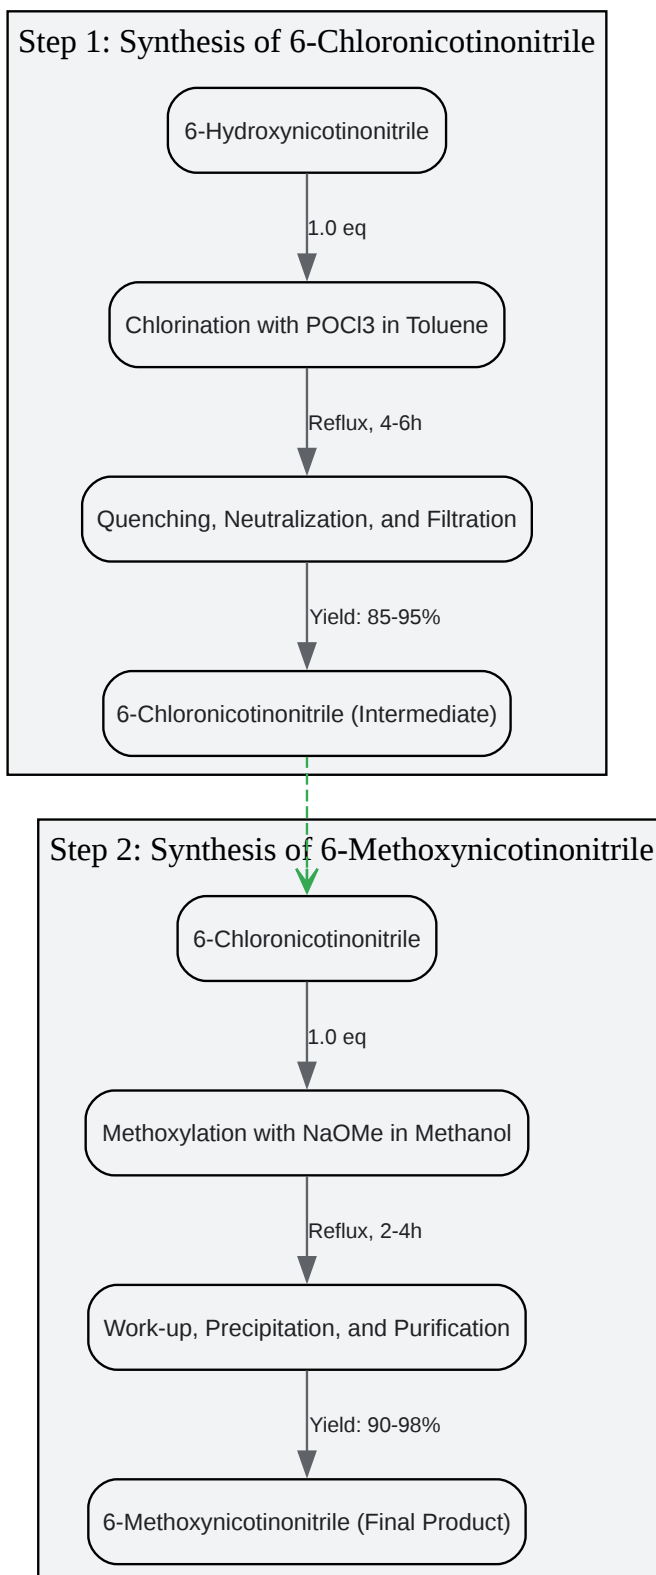 Step 1: Synthesis of 6-Chloronicotinonitrile
6-Hydroxynicotinonitrile
1.0 eq
Chlorination with POCl3 in Toluene
Reflux, 4-6h
Quenching, Neutralization, and Filtration
Yield: 85-95%
6-Chloronicotinonitrile (Intermediate)
Step 2: Synthesis of 6-Methoxynicotinonitrile
6-Chloronicotinonitrile
1.0 eq
Methoxylation with NaOMe in Methanol
Reflux, 2-4h
Work-up, Precipitation, and Purification
Yield: 90-98%
6-Methoxynicotinonitrile (Final Product)